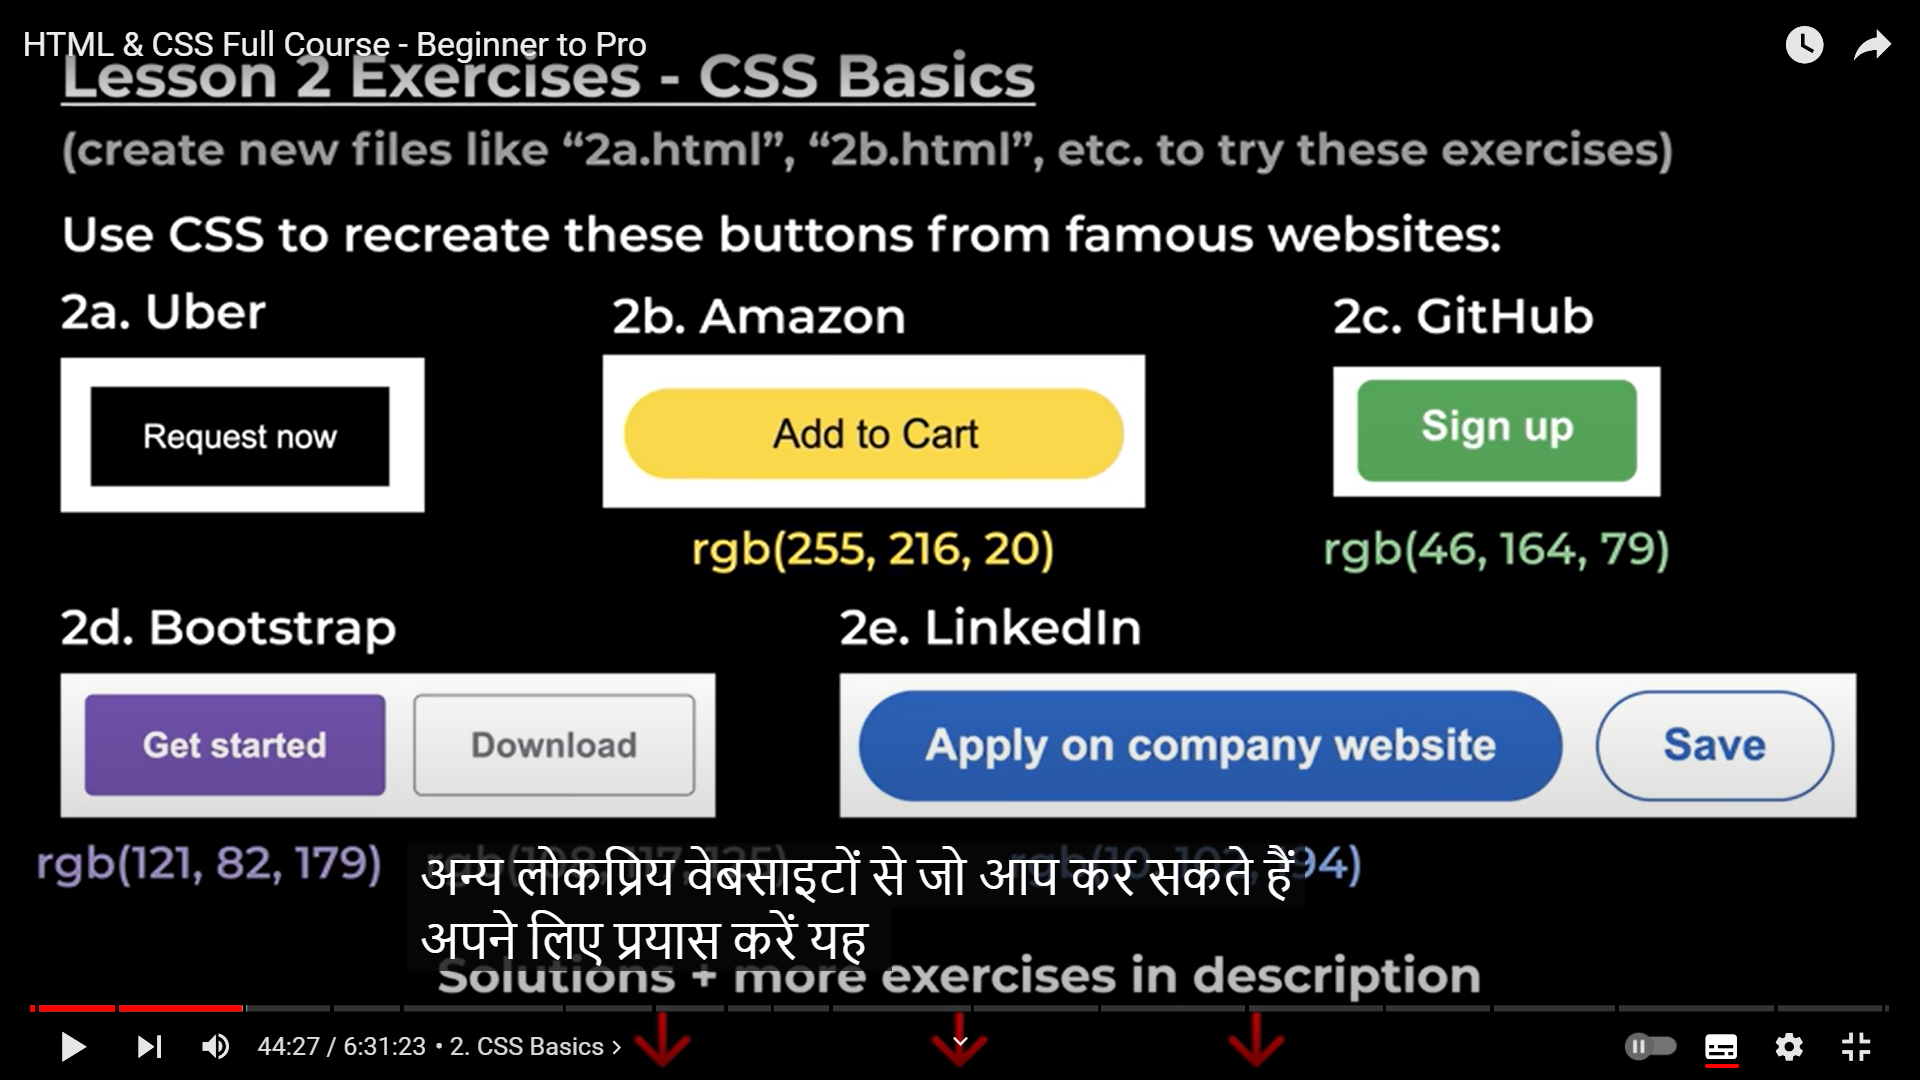 HTML & CSS Full Course - Beginner to Pro
Lesson 2 Exercises - CSS Basics
(create new files like “2a.html”, “2b.html”, etc. to try these exercises)
Use CSS to recreate these buttons from famous websites:
2a. Uber
2b. Amazon
2c. GitHub
Request now
Add to Cart
Sign up
rgb(255, 216, 20)
rgb(46, 164, 79)
2d. Bootstrap
2e. LinkedIn
Get started
Download
Apply on company website
Save
rgb(121, 82, 179)
अन्य लोकप्रिय वेबसाइटों से जो आप कर सकते हैं
अपने लिए प्रयास करें यह
Solutions + more exercises in description
44:27 / 6:31:23 • 2. CSS Basics >